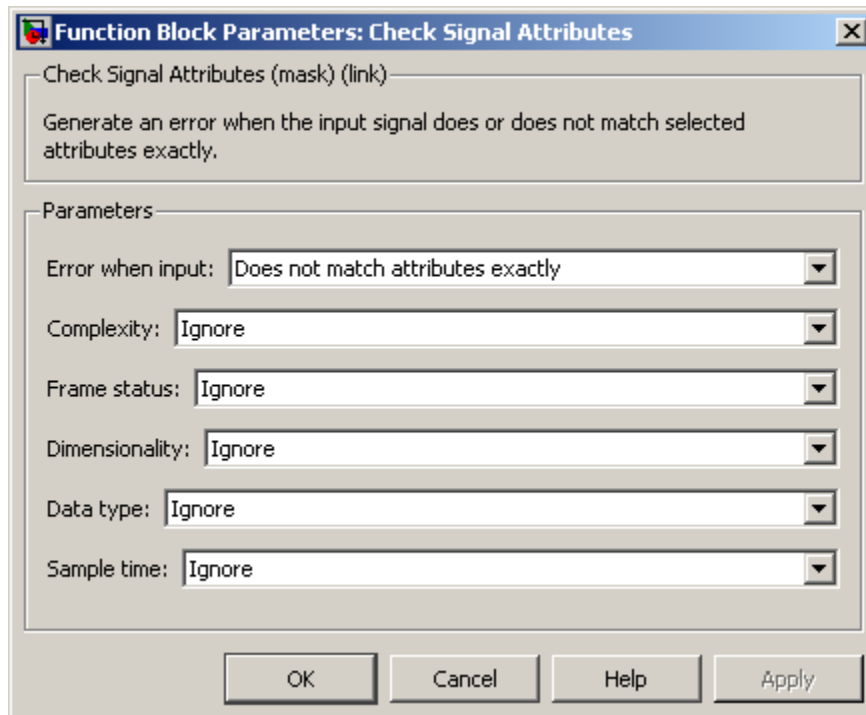 Function Block Parameters: Check Signal Attributes
Check Signal Attributes (mask) (link)
Generate an error when the input signal does or does not match selected
attributes exactly.
Parameters
Error when input: Does not match attributes exactly
Complexity: Ignore
Frame status: Ignore
Dimensionality: Ignore
Data type: Ignore
Sample time: Ignore
OK Cancel Help Apply